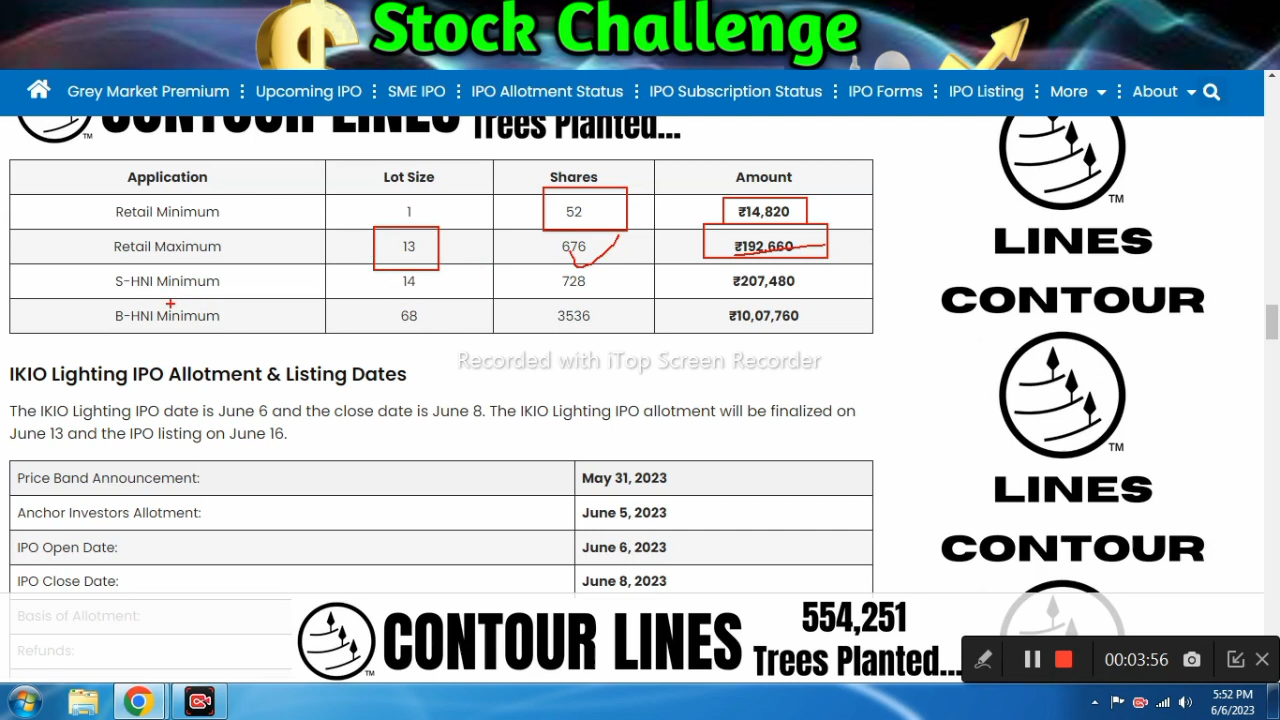 Stock Challenge
Grey Market Premium ⋮ Upcoming IPO ⋮ SME IPO ⋮ IPO Allotment Status ⋮ IPO Subscription Status ⋮ IPO Forms ⋮ IPO Listing ⋮ More ⋮ About
CONTOUR LINES Trees Planted...
TM
Application Lot Size Shares Amount
Retail Minimum 1 52 ₹14,820
Retail Maximum 13 676 ₹192,660
S-HNI Minimum 14 728 ₹207,480
B-HNI Minimum 68 3536 ₹10,07,760
Recorded with iTop Screen Recorder
IKIO Lighting IPO Allotment & Listing Dates
The IKIO Lighting IPO date is June 6 and the close date is June 8. The IKIO Lighting IPO allotment will be finalized on
June 13 and the IPO listing on June 16.
Price Band Announcement: May 31, 2023
Anchor Investors Allotment: June 5, 2023
IPO Open Date: June 6, 2023
IPO Close Date: June 8, 2023
Basis of Allotment:
Refunds:
TM
LINES
CONTOUR
TM
LINES
CONTOUR
TM
CONTOUR LINES
554,251
Trees Planted...
00:03:56
5:52 PM
6/6/2023